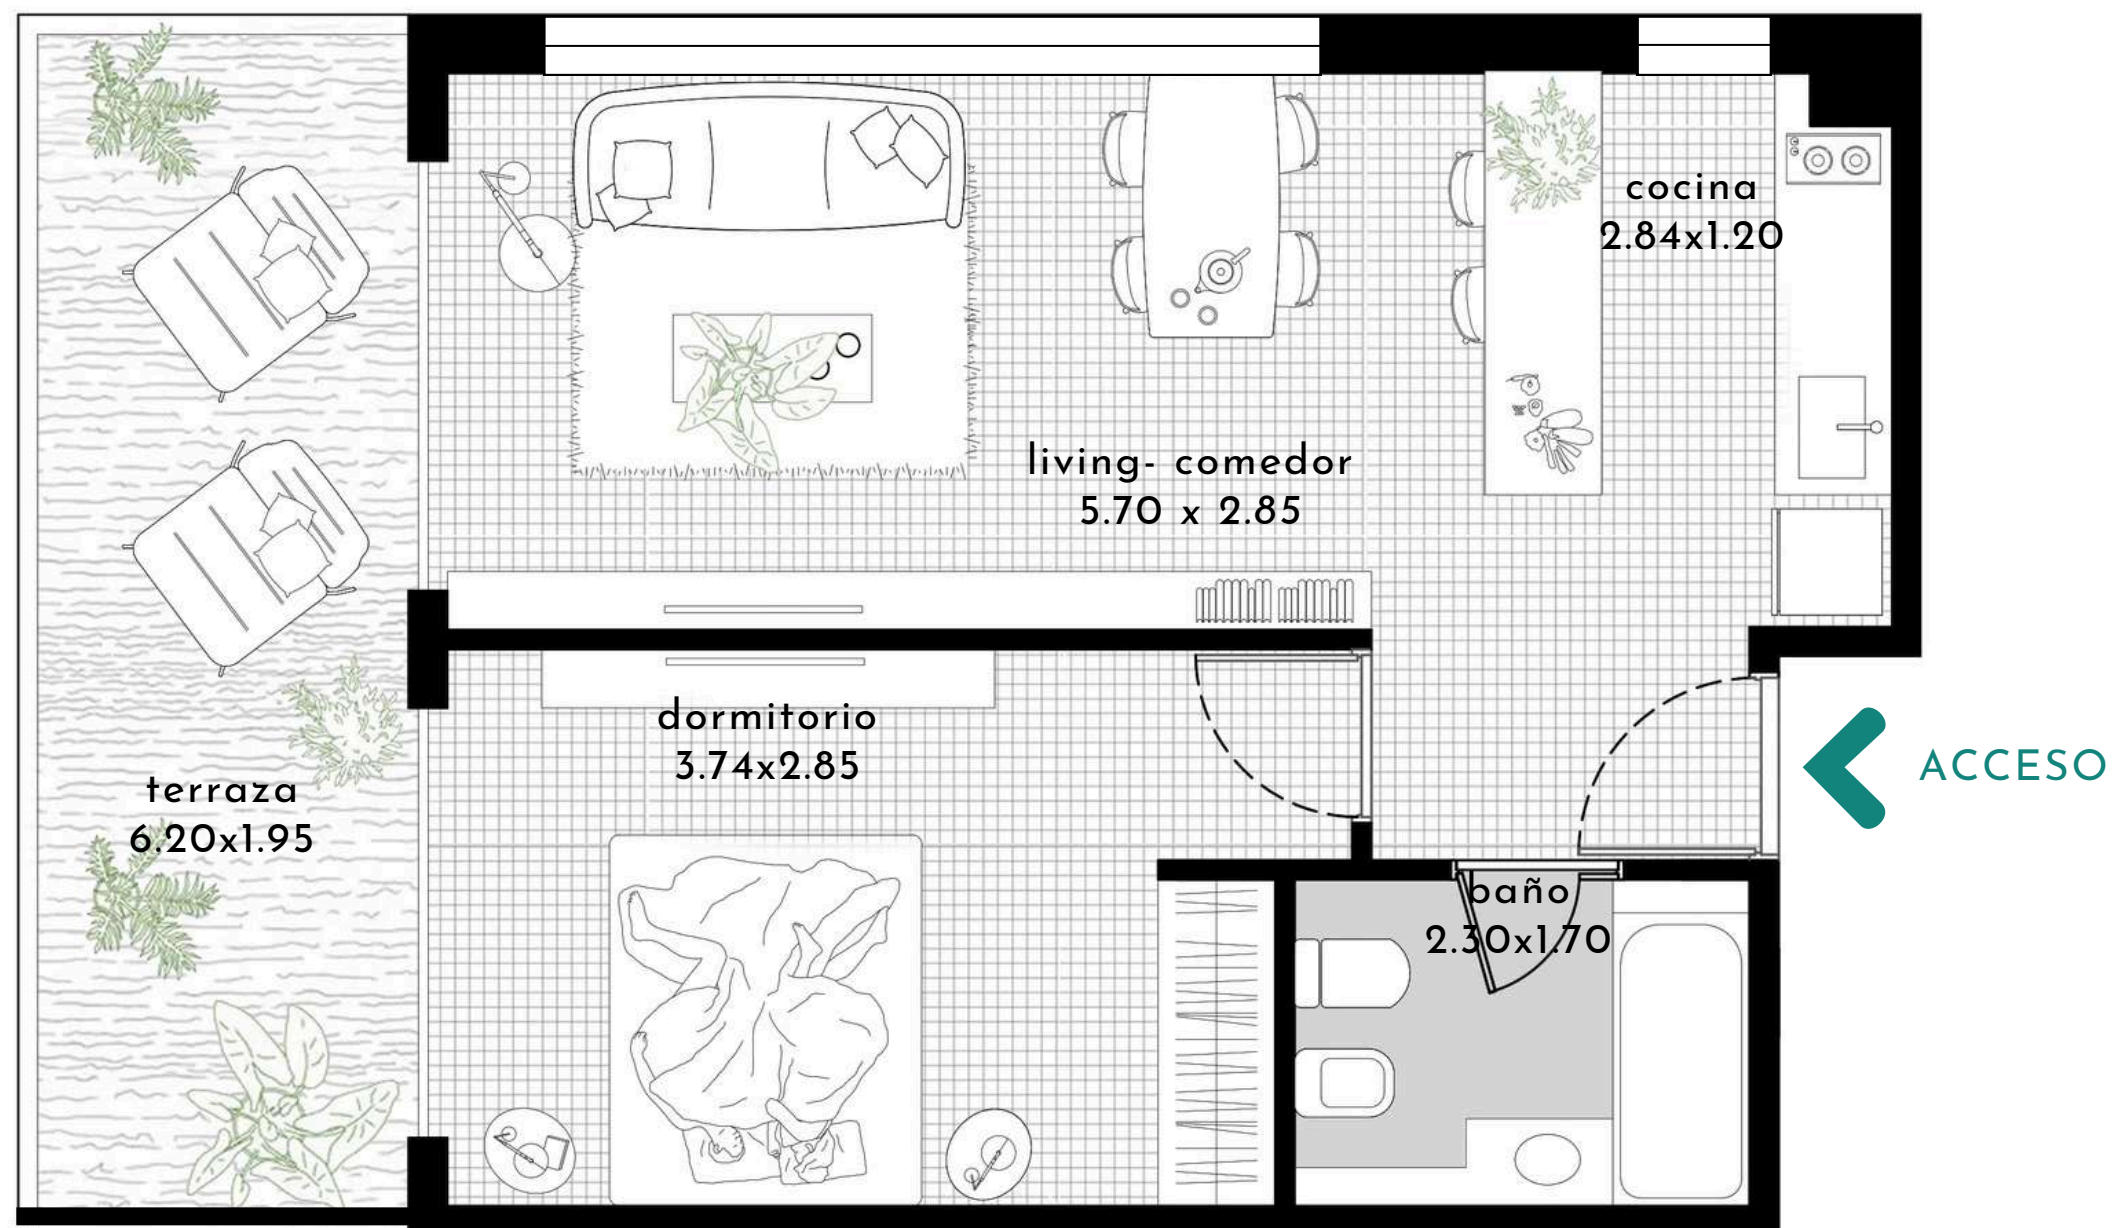 cocina
2.84x1.20
living- comedor
5.70 x 2.85
dormitorio
3.74x2.85
ACCESO
terraza
6.20x1.95
baño
2.30x1.70